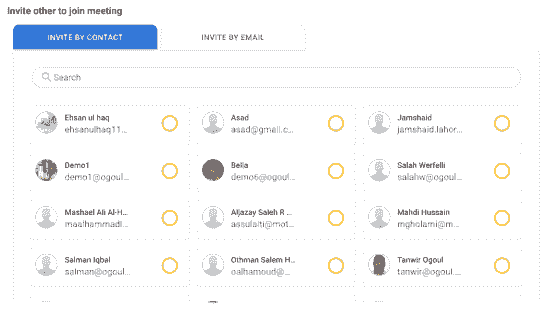 Invite other to join meeting
INVITE BY CONTACT
INVITE BY EMAIL
Search
Ehsan ul haq
ehsanulhaq11...
Asad
asad@gmail.c...
Jamshaid
jamshaid.lahor...
Demo1
demo1@ogoul...
Bella
demo6@ogoul...
Salah Werfelli
salahw@ogoul...
Mashael Ali Al-H...
maalhammadi...
Aljazay Saleh R ...
assulaiti@mot...
Mahdi Hussain
mgholami@m...
Salman Iqbal
salman@ogoul...
Othman Salem H...
oalhamoud@...
Tanwir Ogoul
tanwir@ogoul...